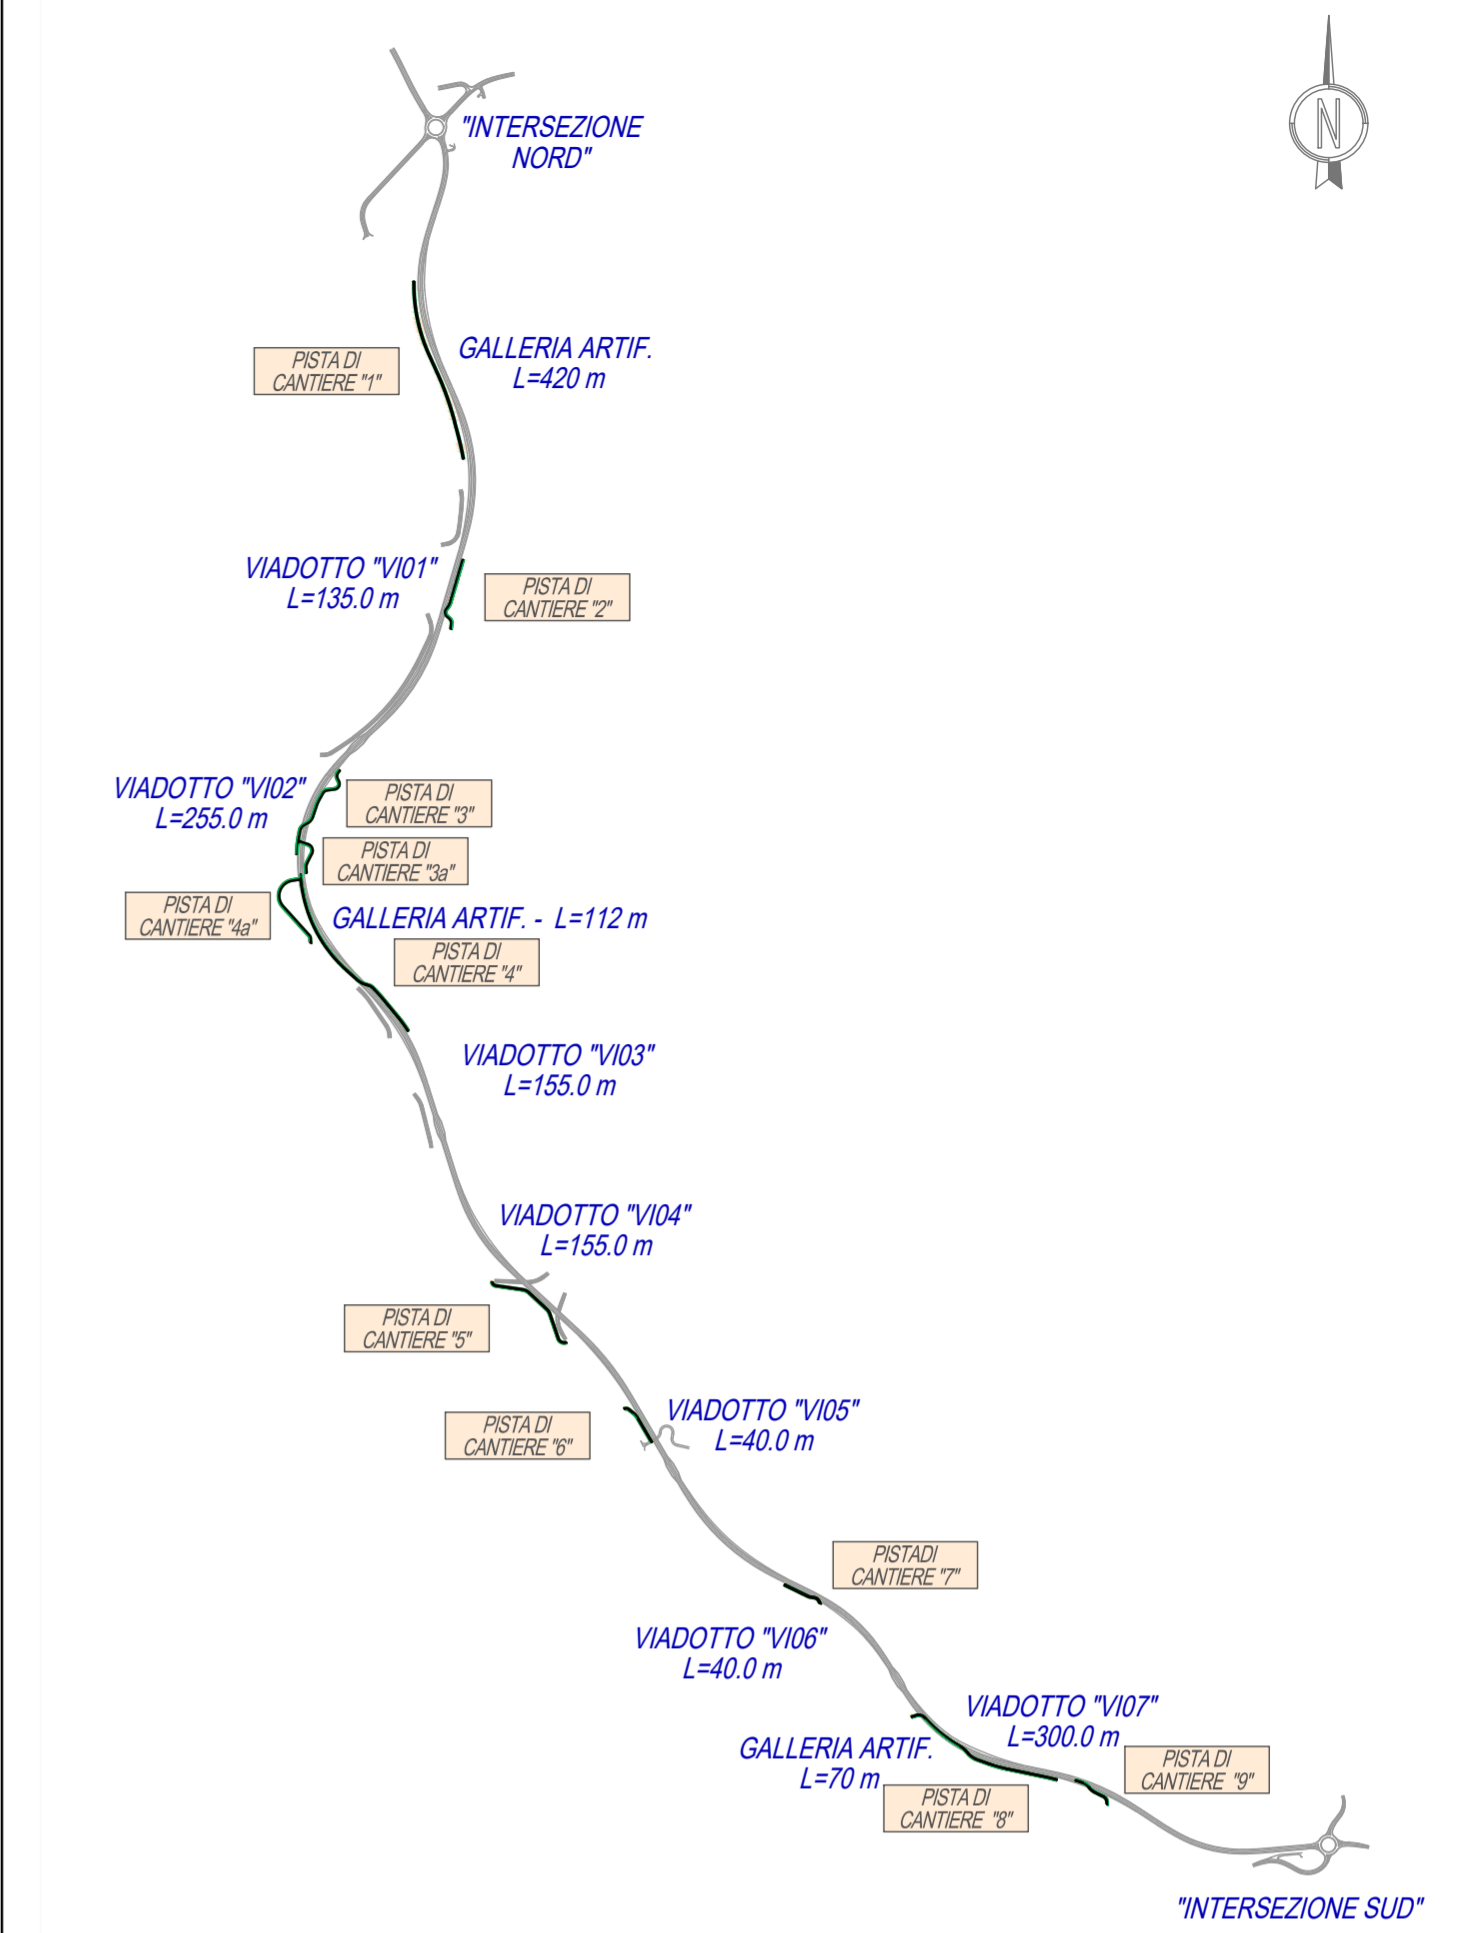 "INTERSEZIONE
NORD"
N
GALLERIA ARTIF.
L=420 m
PISTA DI
CANTIERE "1"
VIADOTTO "VI01"
L=135.0 m
PISTA DI
CANTIERE "2"
VIADOTTO "VI02"
L=255.0 m
PISTA DI
CANTIERE "3"
PISTA DI
CANTIERE "3a"
PISTA DI
CANTIERE "4a"
GALLERIA ARTIF. - L=112 m
PISTA DI
CANTIERE "4"
VIADOTTO "VI03"
L=155.0 m
VIADOTTO "VI04"
L=155.0 m
PISTA DI
CANTIERE "5"
VIADOTTO "VI05"
L=40.0 m
PISTA DI
CANTIERE "6"
PISTADI
CANTIERE "7"
VIADOTTO "VI06"
L=40.0 m
VIADOTTO "VI07"
L=300.0 m
GALLERIA ARTIF.
L=70 m
PISTA DI
CANTIERE "9"
PISTA DI
CANTIERE "8"
"INTERSEZIONE SUD"